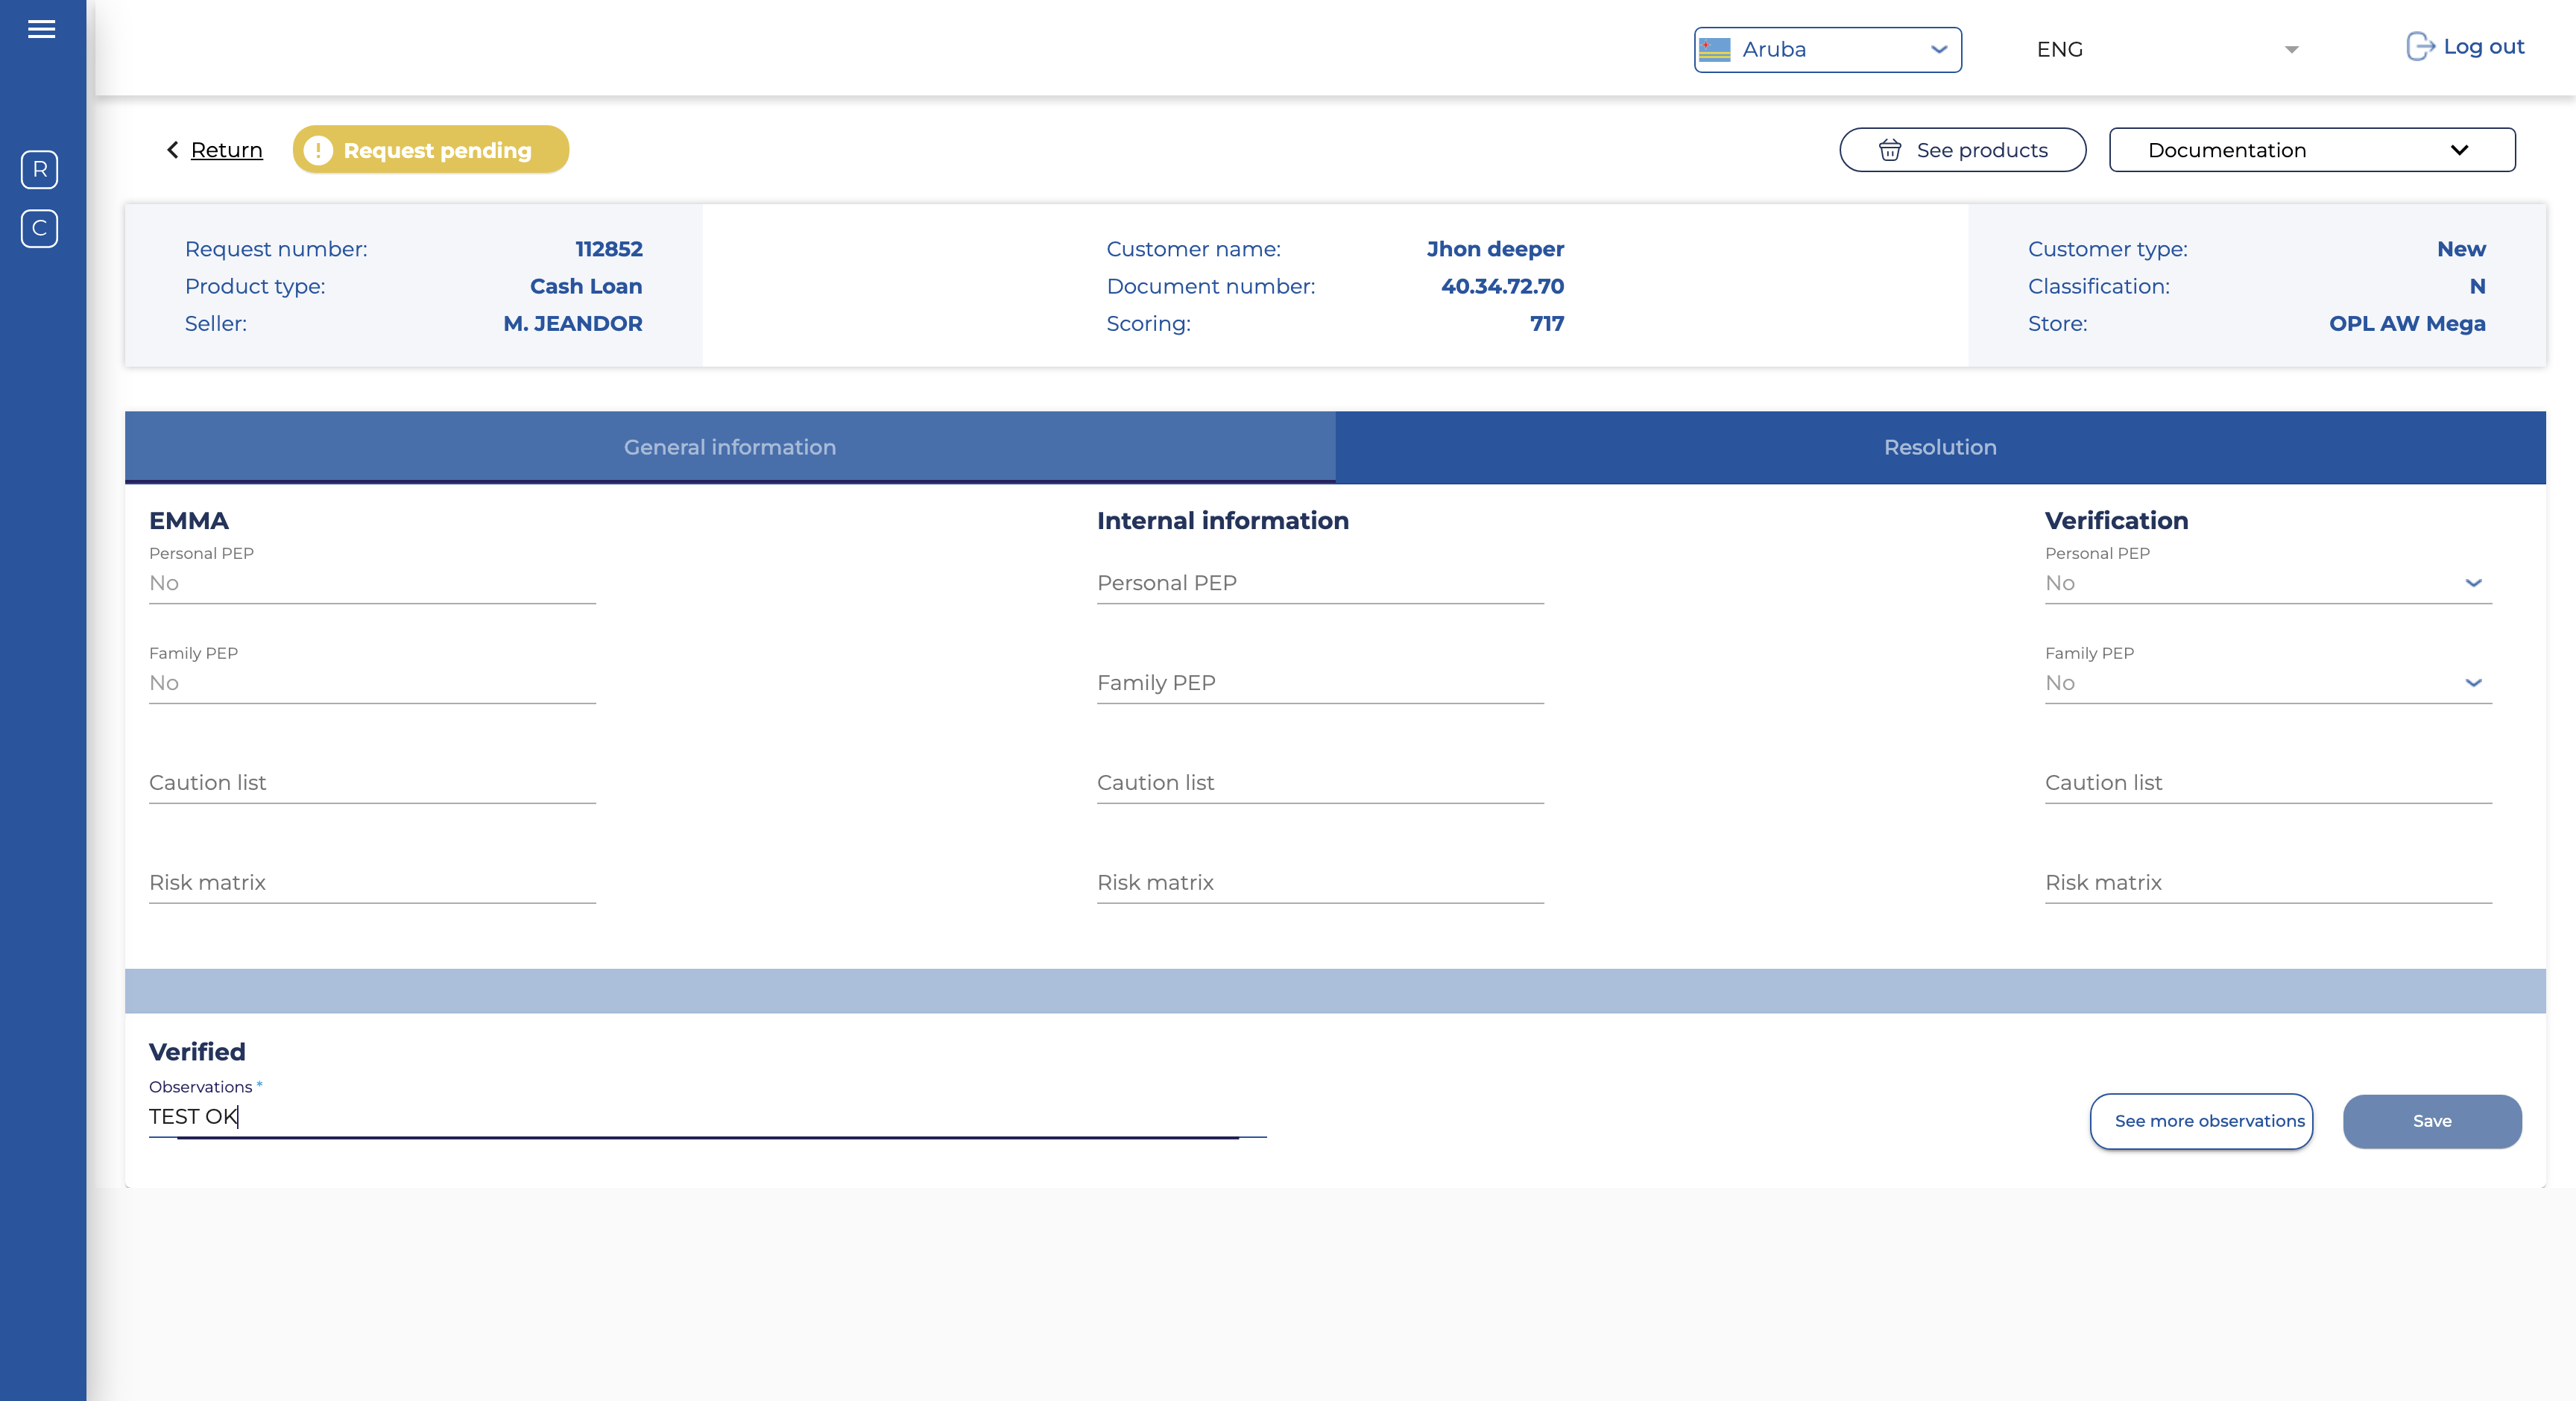 Aruba
ENG
Log out
R
C
Return
Request pending
See products
Documentation
Request number: 112852
Product type: Cash Loan
Seller: M. JEANDOR
Customer name: Jhon deeper
Document number: 40.34.72.70
Scoring: 717
Customer type: New
Classification: N
Store: OPL AW Mega
General information
Resolution
EMMA
Personal PEP
No
Family PEP
No
Caution list
Risk matrix
Internal information
Personal PEP
Family PEP
Caution list
Risk matrix
Verification
Personal PEP
No
Family PEP
No
Caution list
Risk matrix
Verified
Observations *
TEST OK
See more observations
Save